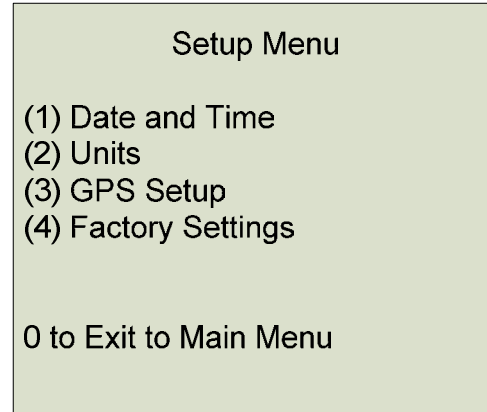 Setup Menu
(1) Date and Time
(2) Units
(3) GPS Setup
(4) Factory Settings
0 to Exit to Main Menu